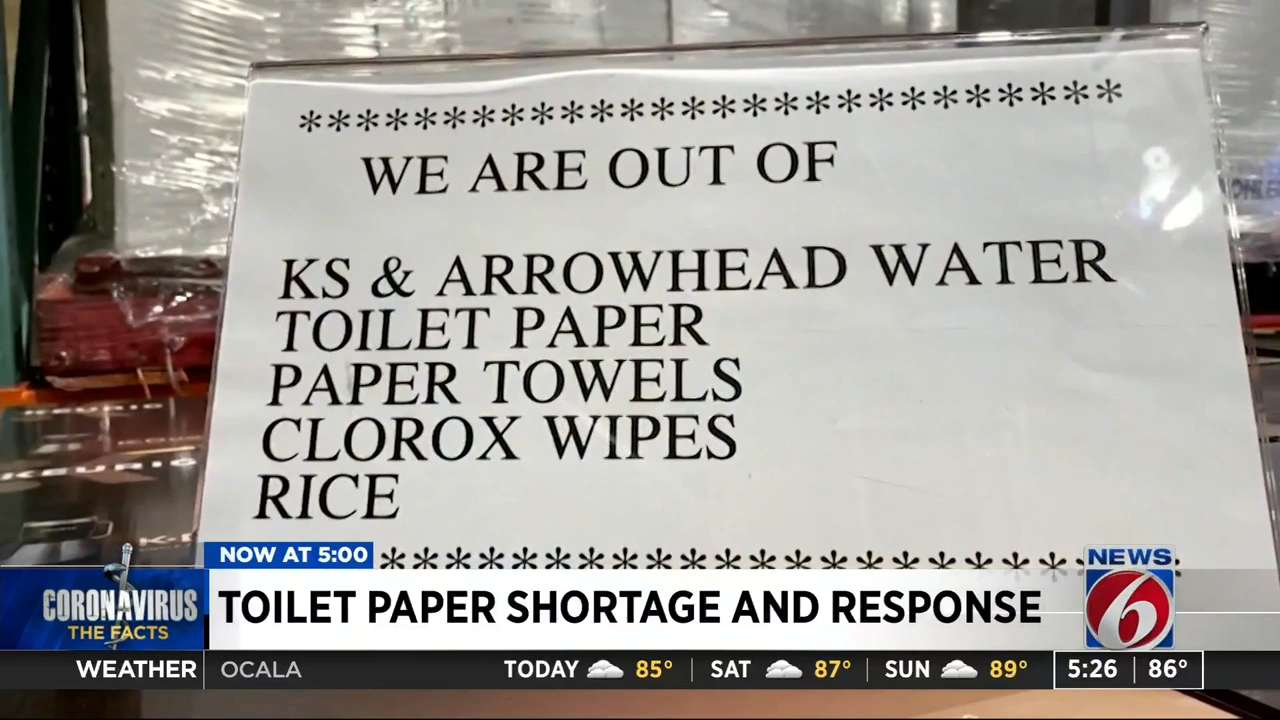 **************************
WE ARE OUT OF
KS & ARROWHEAD WATER
TOILET PAPER
PAPER TOWELS
CLOROX WIPES
RICE
NOW AT 5:00
CORONAVIRUS
THE FACTS
TOILET PAPER SHORTAGE AND RESPONSE
NEWS
6
WEATHER OCALA TODAY 85° SAT 87° SUN 89° 5:26 86°